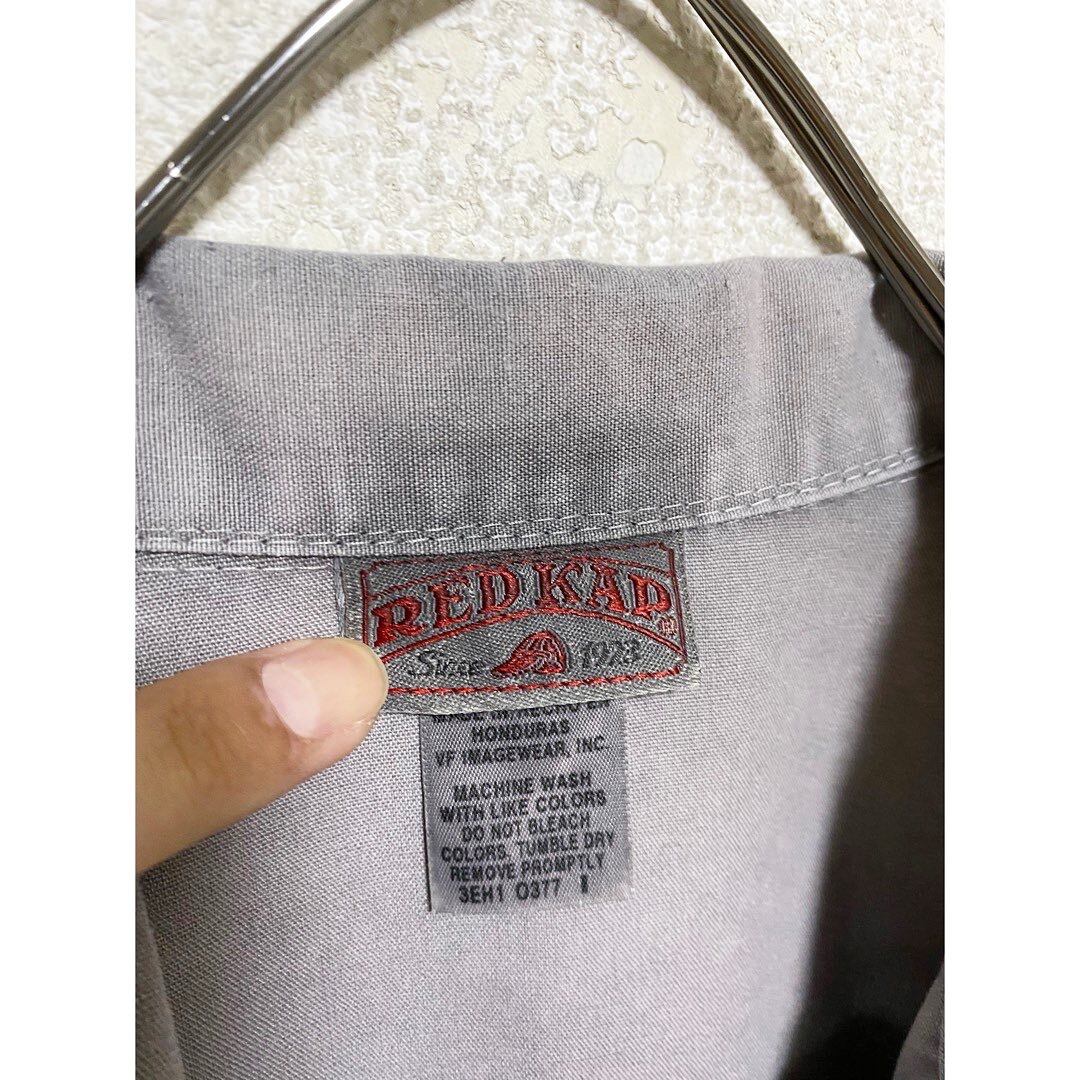 RED KAP
®
Since 1923
HONDURAS
VF IMAGEWEAR, INC.
MACHINE WASH
WITH LIKE COLORS
DO NOT BLEACH
COLORS, TUMBLE DRY
REMOVE PROMPTLY
3EH1 0377